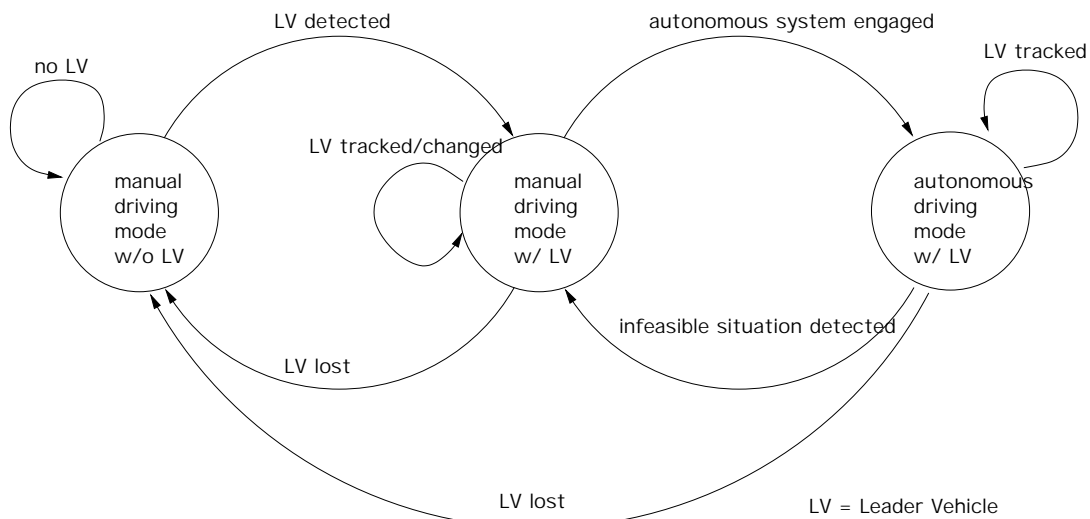 LV detected
autonomous system engaged
LV tracked
no LV
LV tracked/changed
manual
driving
mode
w/o LV
manual
driving
mode
w/ LV
autonomous
driving
mode
w/ LV
infeasible situation detected
LV lost
LV lost
LV = Leader Vehicle